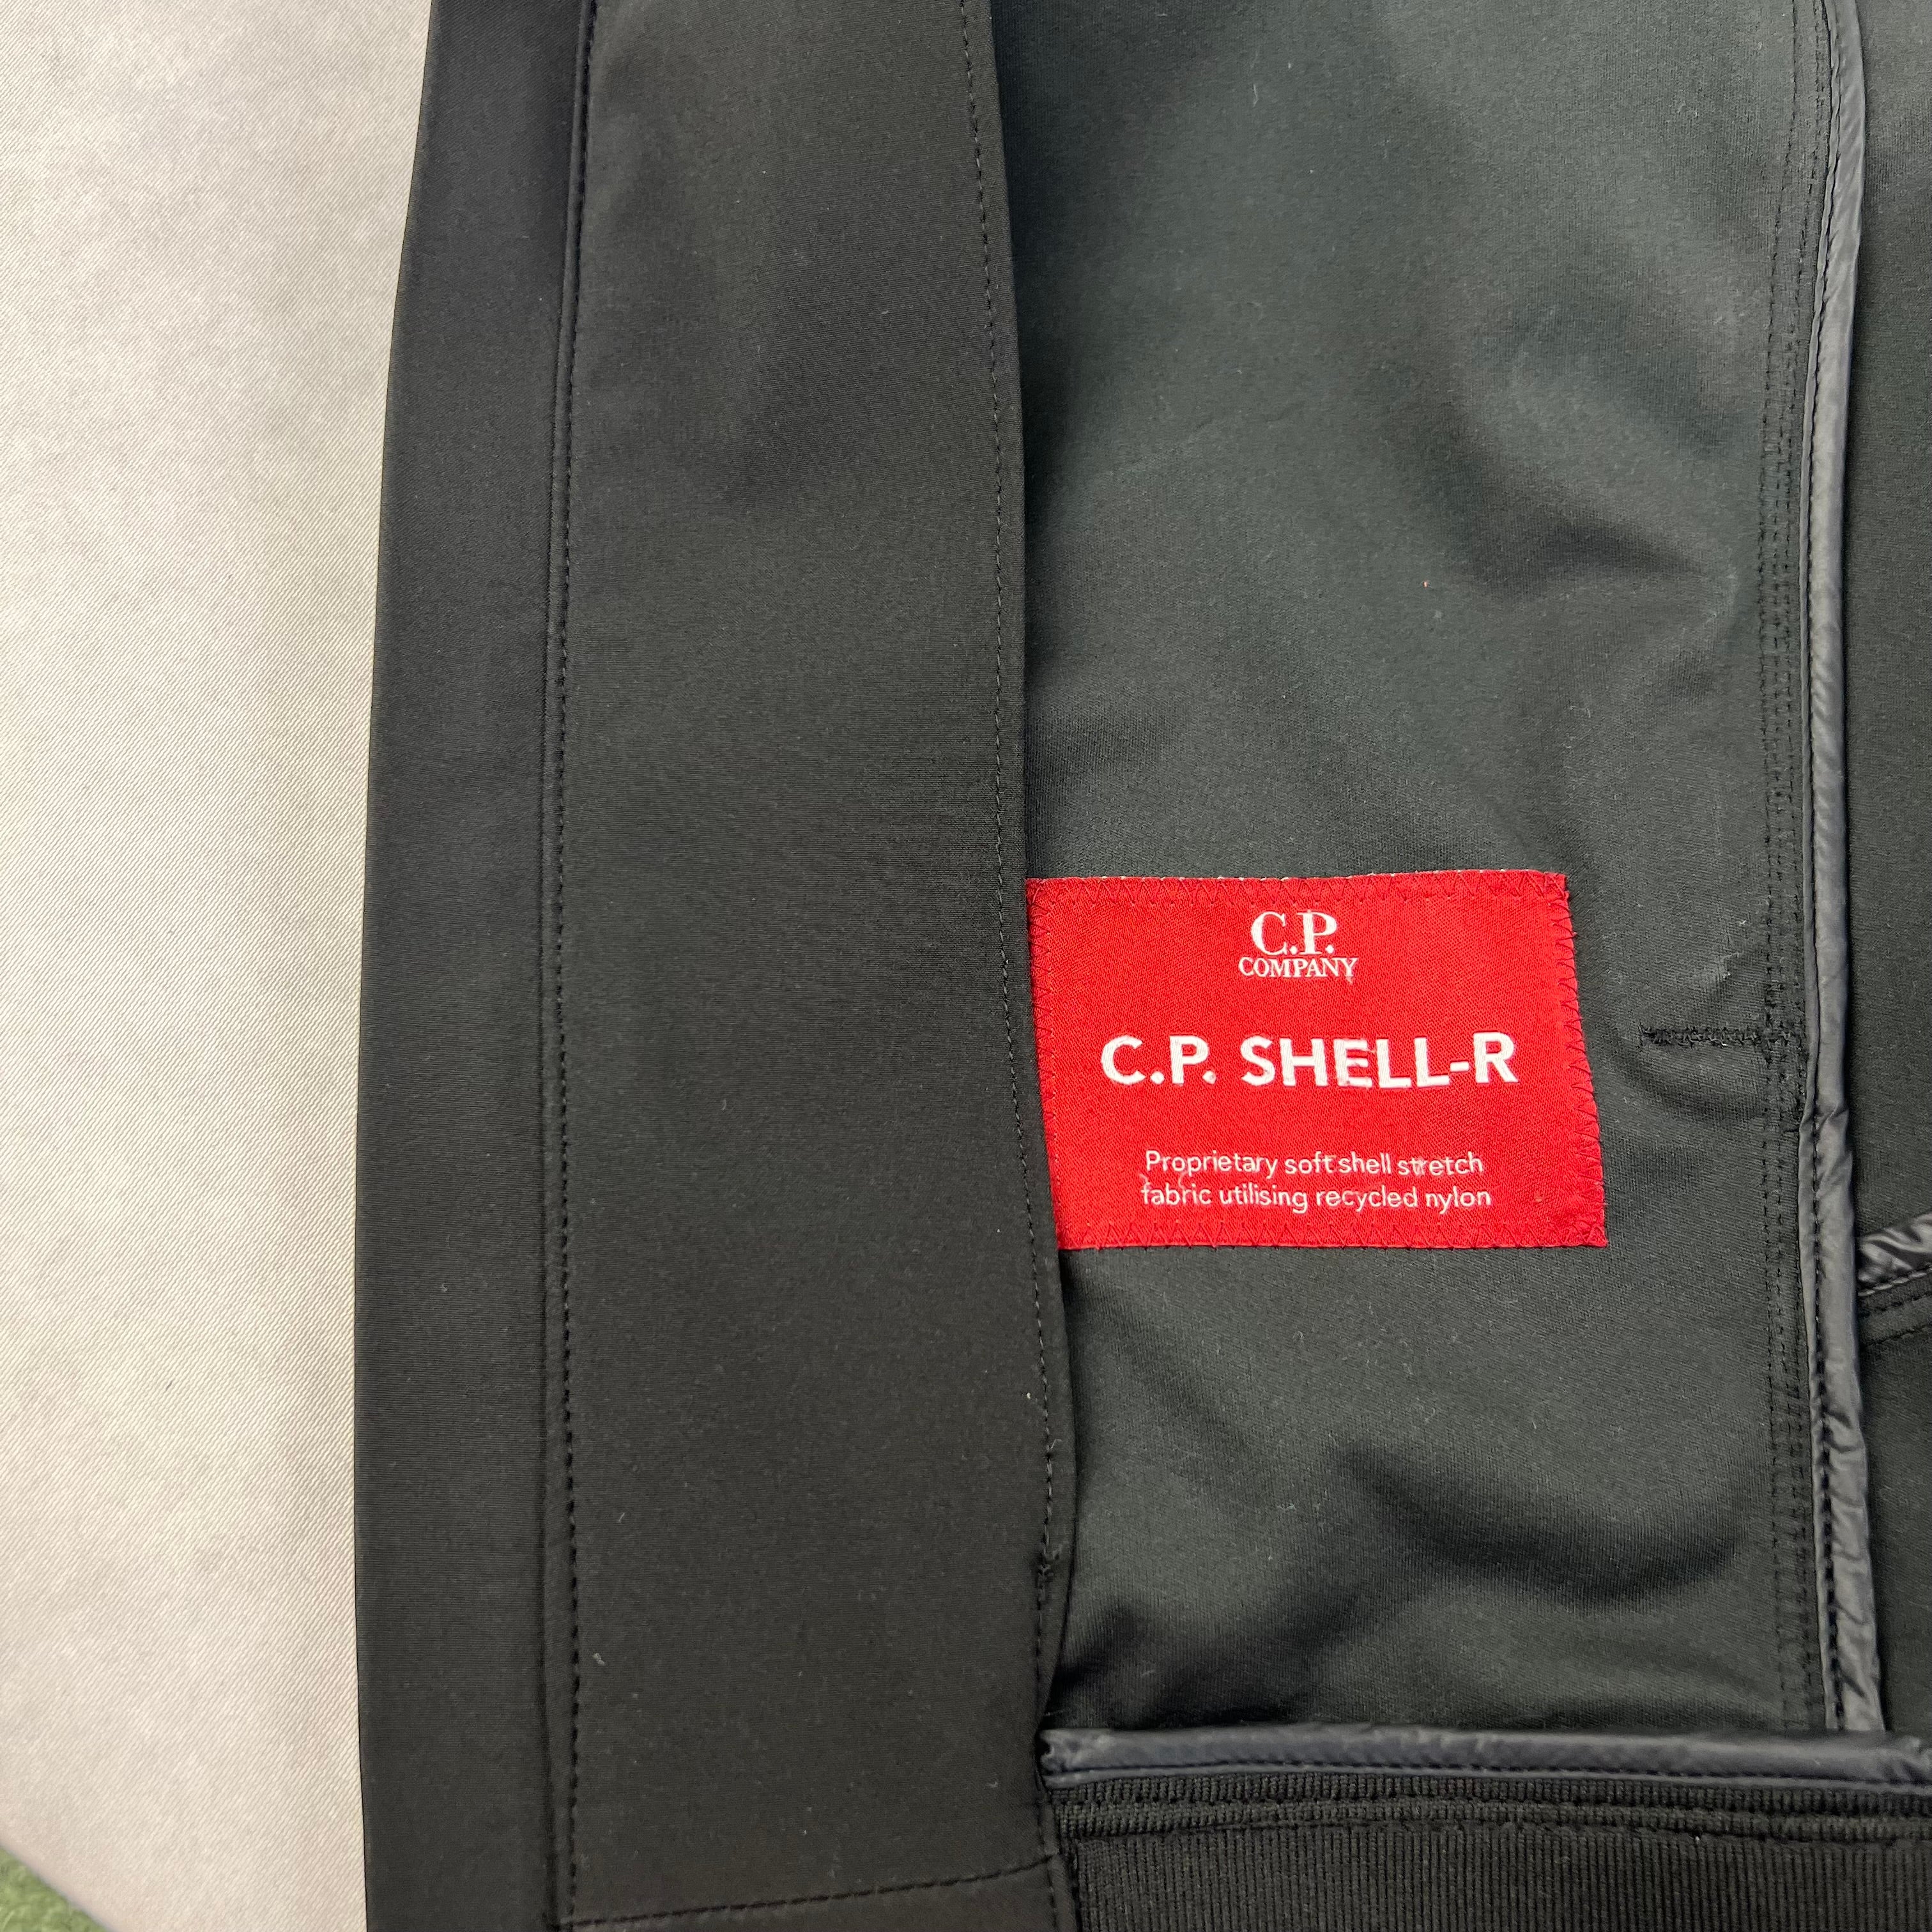 C.P.
COMPANY
C.P. SHELL-R
Proprietary soft shell stretch
fabric utilising recycled nylon